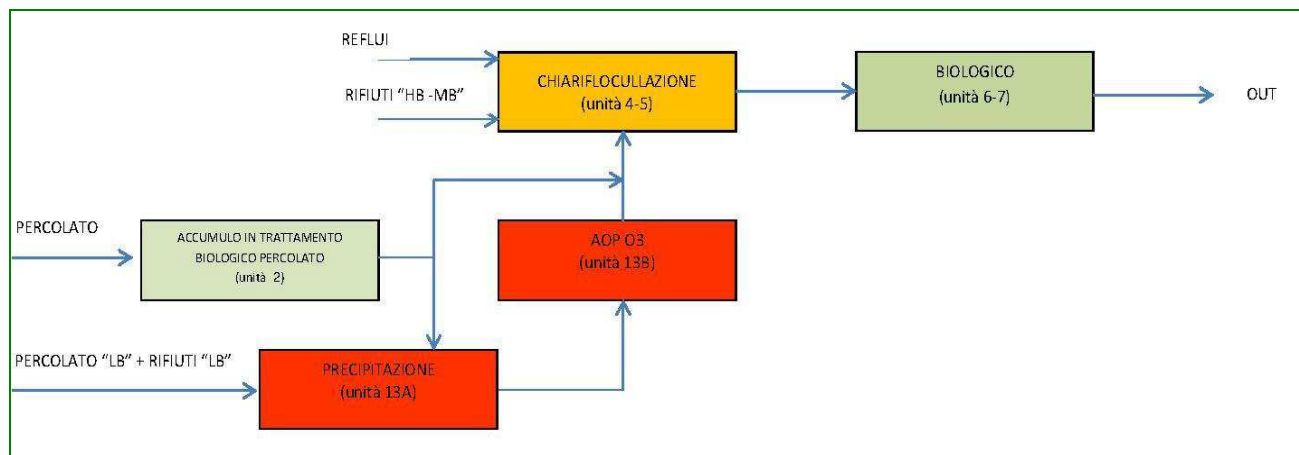 REFLUI
RIFIUTI "HB -MB"
CHIARIFLOCULLAZIONE
(unità 4-5)
BIOLOGICO
(unità 6-7)
OUT
PERCOLATO
ACCUMULO IN TRATTAMENTO
BIOLOGICO PERCOLATO
(unità 2)
AOP O3
(unità 13B)
PERCOLATO "LB" + RIFIUTI "LB"
PRECIPITAZIONE
(unità 13A)